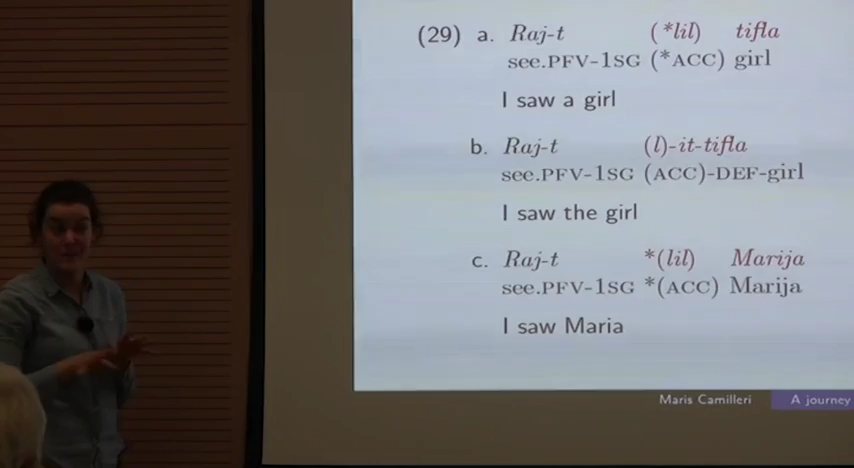 (29) a. Raj-t (*lil) tifla
see.PFV-1SG (*ACC) girl
I saw a girl
b. Raj-t (l)-it-tifla
see.PFV-1SG (ACC)-DEF-girl
I saw the girl
c. Raj-t *(lil) Marija
see.PFV-1SG *(ACC) Marija
I saw Maria
Maris Camilleri A journey